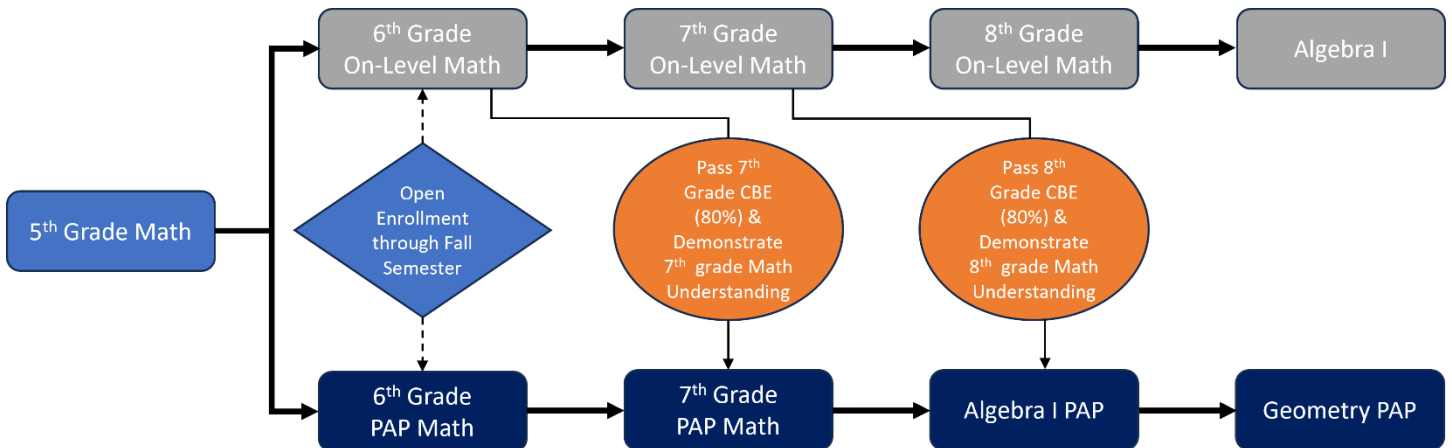 6th Grade
On-Level Math
7th Grade
On-Level Math
8th Grade
On-Level Math
Algebra I
5th Grade Math
Open
Enrollment
through Fall
Semester
Pass 7th
Grade CBE
(80%) &
Demonstrate
7th grade Math
Understanding
Pass 8th
Grade CBE
(80%) &
Demonstrate
8th grade Math
Understanding
6th Grade
PAP Math
7th Grade
PAP Math
Algebra I PAP
Geometry PAP